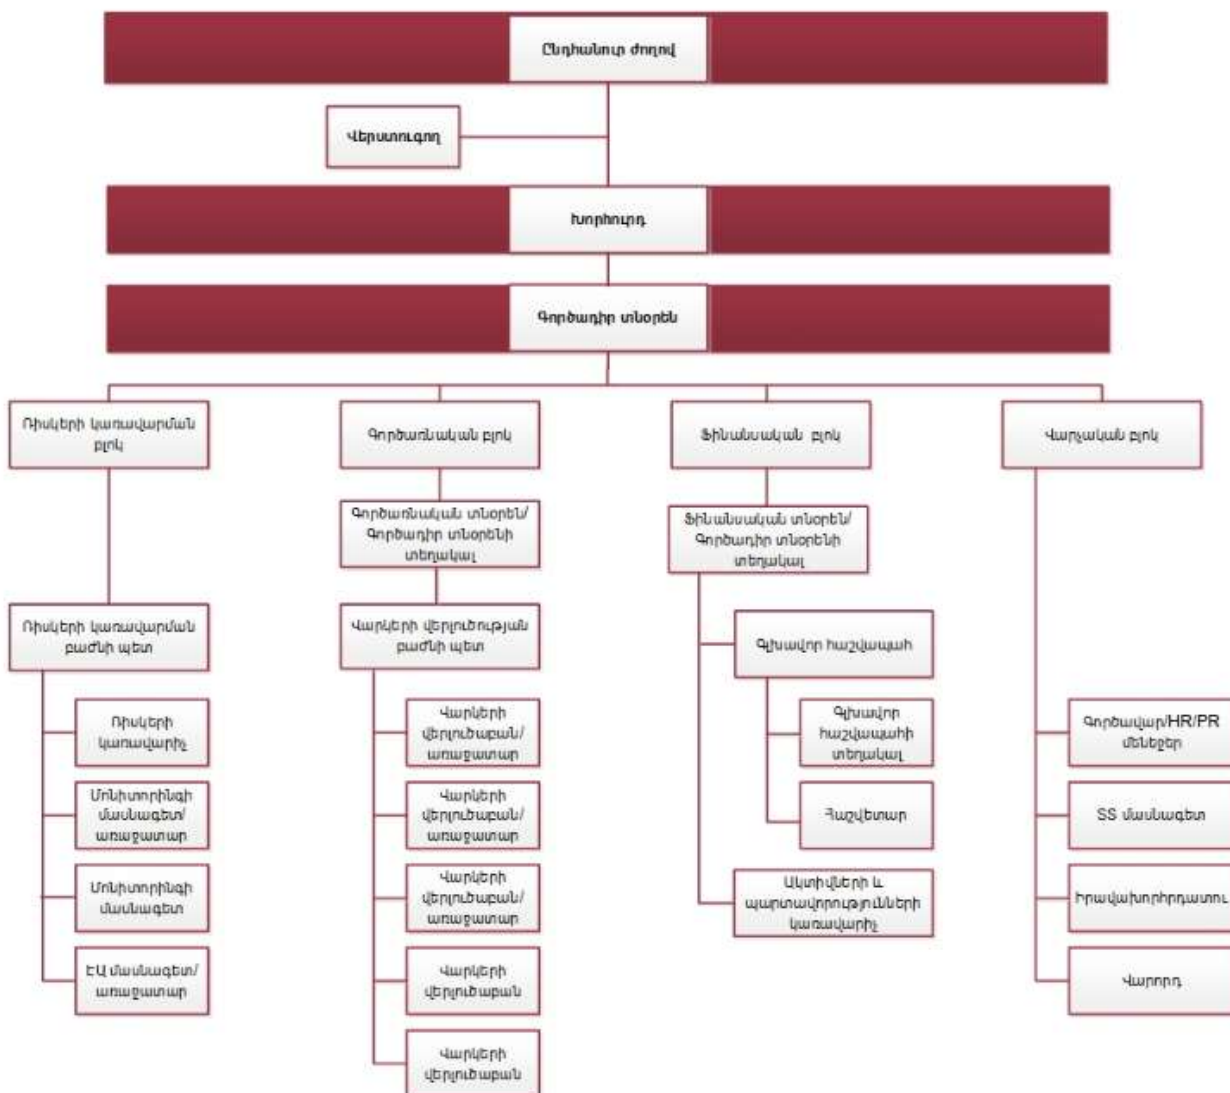 Ընդհանուր ժողով
Վերստուգող
Խորհուրդ
Գործադիր տնօրեն
Ռիսկերի կառավարման
բլոկ
Գործառնական բլոկ
Ֆինանսական բլոկ
Վարչական բլոկ
Գործառնական տնօրեն/
Գործադիր տնօրենի
տեղակալ
Ֆինանսական տնօրեն/
Գործադիր տնօրենի
տեղակալ
Ռիսկերի կառավարման
բաժնի պետ
Վարկերի վերլուծության
բաժնի պետ
Գլխավոր հաշվապահ
Ռիսկերի
կառավարիչ
Վարկերի
վերլուծաբան/
առաջատար
Գլխավոր
հաշվապահի
տեղակալ
Գործավար/HR/PR
մենեջեր
Մոնիտորինգի
մասնագետ/
առաջատար
Վարկերի
վերլուծաբան/
առաջատար
Հաշվետար
ՏՏ մասնագետ
Մոնիտորինգի
մասնագետ
Վարկերի
վերլուծաբան/
առաջատար
Ակտիվների և
պարտավորությունների
կառավարիչ
Իրավախորհրդատու
ԷԱ մասնագետ/
առաջատար
Վարկերի
վերլուծաբան
Վարորդ
Վարկերի
վերլուծաբան